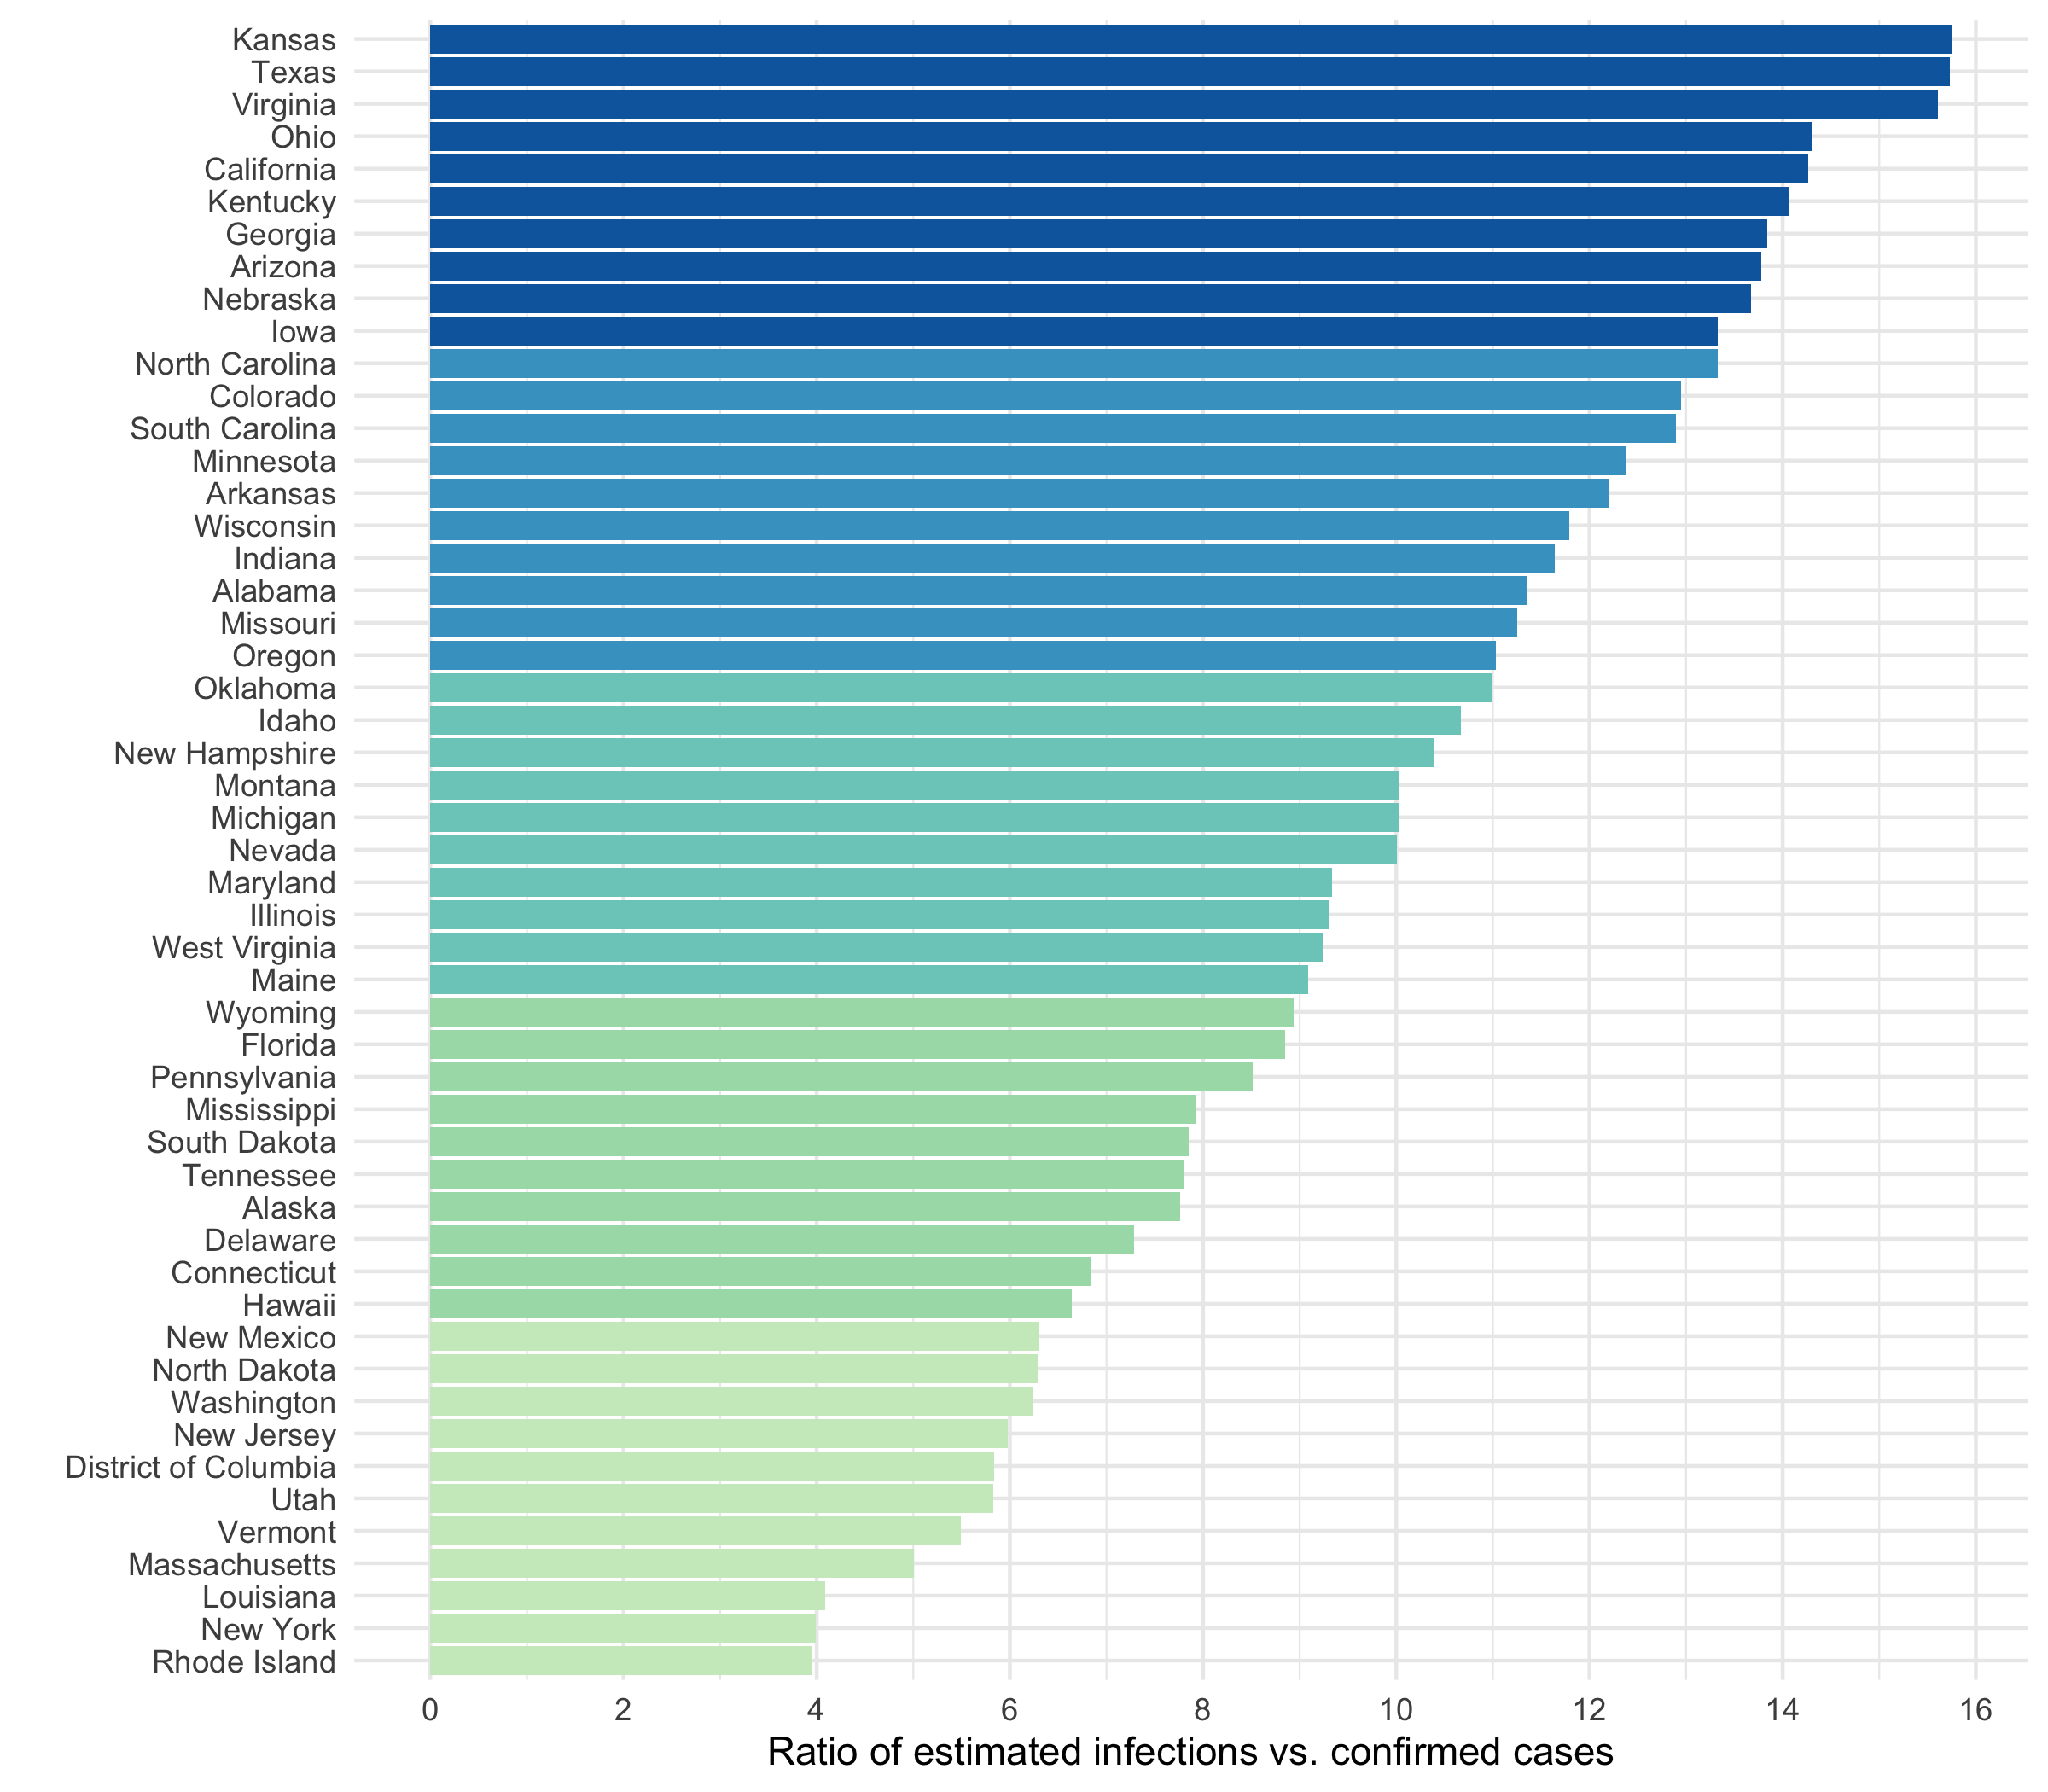 Kansas
Texas
Virginia
Ohio
California
Kentucky
Georgia
Arizona
Nebraska
Iowa
North Carolina
Colorado
South Carolina
Minnesota
Arkansas
Wisconsin
Indiana
Alabama
Missouri
Oregon
Oklahoma
Idaho
New Hampshire
Montana
Michigan
Nevada
Maryland
Illinois
West Virginia
Maine
Wyoming
Florida
Pennsylvania
Mississippi
South Dakota
Tennessee
Alaska
Delaware
Connecticut
Hawaii
New Mexico
North Dakota
Washington
New Jersey
District of Columbia
Utah
Vermont
Massachusetts
Louisiana
New York
Rhode Island
0 2 4 6 8 10 12 14 16
Ratio of estimated infections vs. confirmed cases